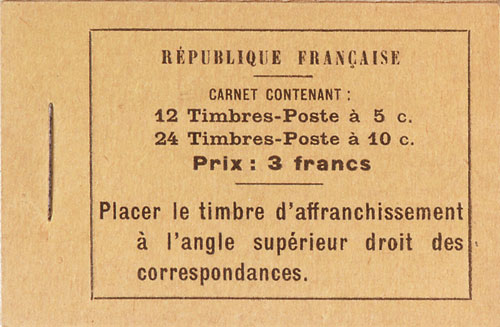 RÉPUBLIQUE FRANÇAISE
CARNET CONTENANT :
12 Timbres-Poste à 5 c.
24 Timbres-Poste à 10 c.
Prix : 3 francs
Placer le timbre d'affranchissement
à l'angle supérieur droit des
correspondances.